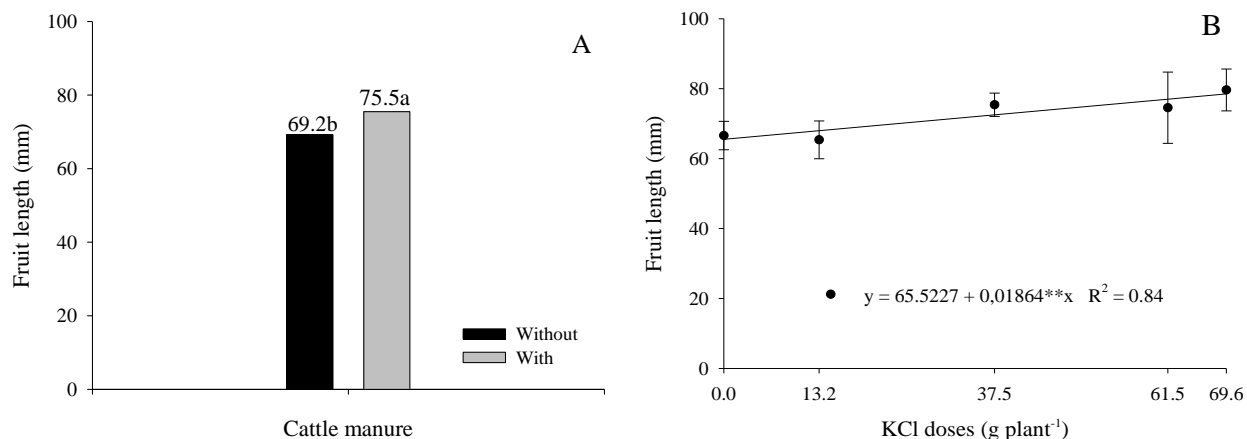 A
Fruit length (mm)
100
80
60
40
20
0
69.2b
75.5a
Without
With
Cattle manure
B
Fruit length (mm)
100
80
60
40
20
0
y = 65.5227 + 0,01864**x R² = 0.84
0.0 13.2 37.5 61.5 69.6
KCl doses (g plant⁻¹)